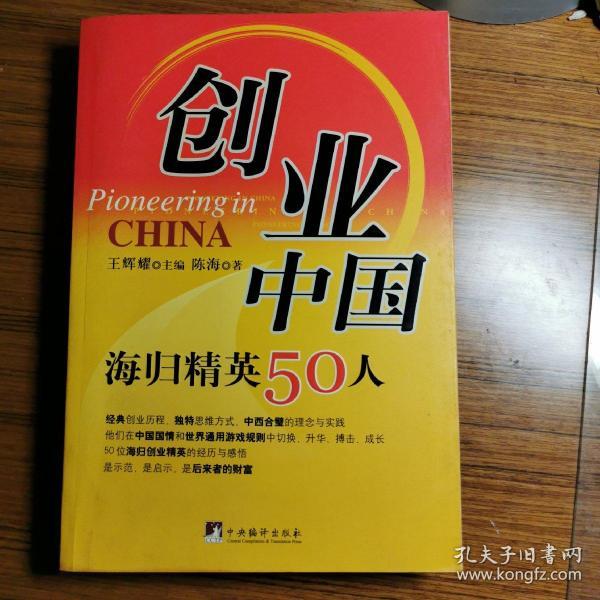 创业中国
Pioneering in
CHINA
王辉耀◎主编 陈海◎著
海归精英50人
经典创业历程、独特思维方式、中西合璧的理念与实践
他们在中国国情和世界通用游戏规则中切换、升华、搏击、成长
50位海归创业精英的经历与感悟
是示范、是启示、是后来者的财富
中央编译出版社
Central Compilation & Translation Press
孔夫子旧书网
www.kongfz.com